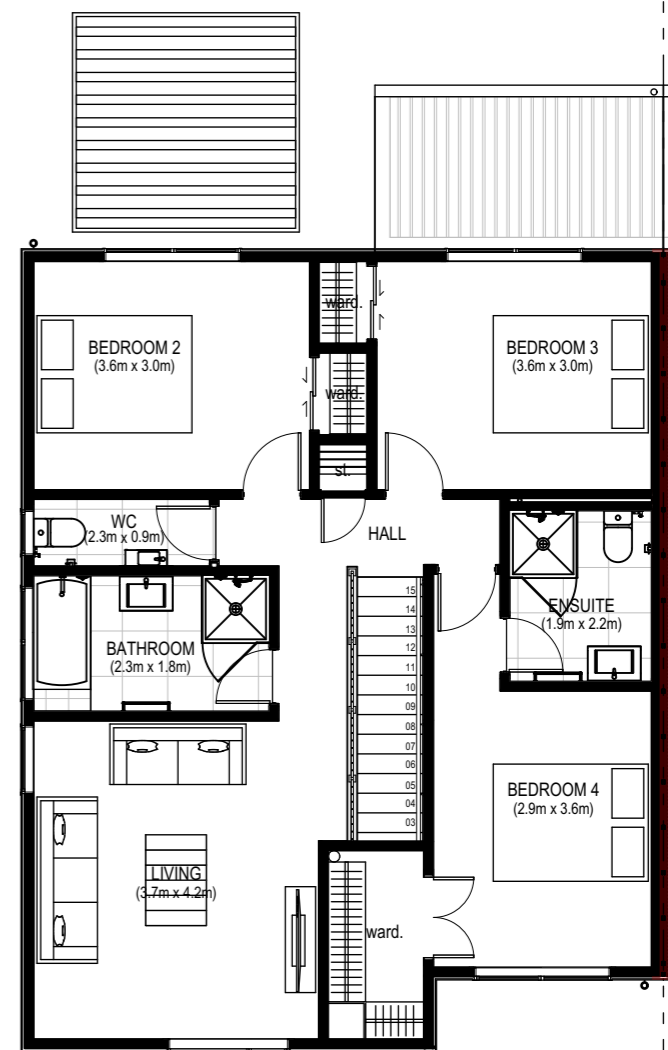 ward.
BEDROOM 2
(3.6m x 3.0m)
BEDROOM 3
(3.6m x 3.0m)
ward.
st.
WC
(2.3m x 0.9m)
HALL
ENSUITE
(1.9m x 2.2m)
BATHROOM
(2.3m x 1.8m)
15
14
13
12
11
10
09
08
07
06
05
04
03
BEDROOM 4
(2.9m x 3.6m)
LIVING
(3.7m x 4.2m)
ward.